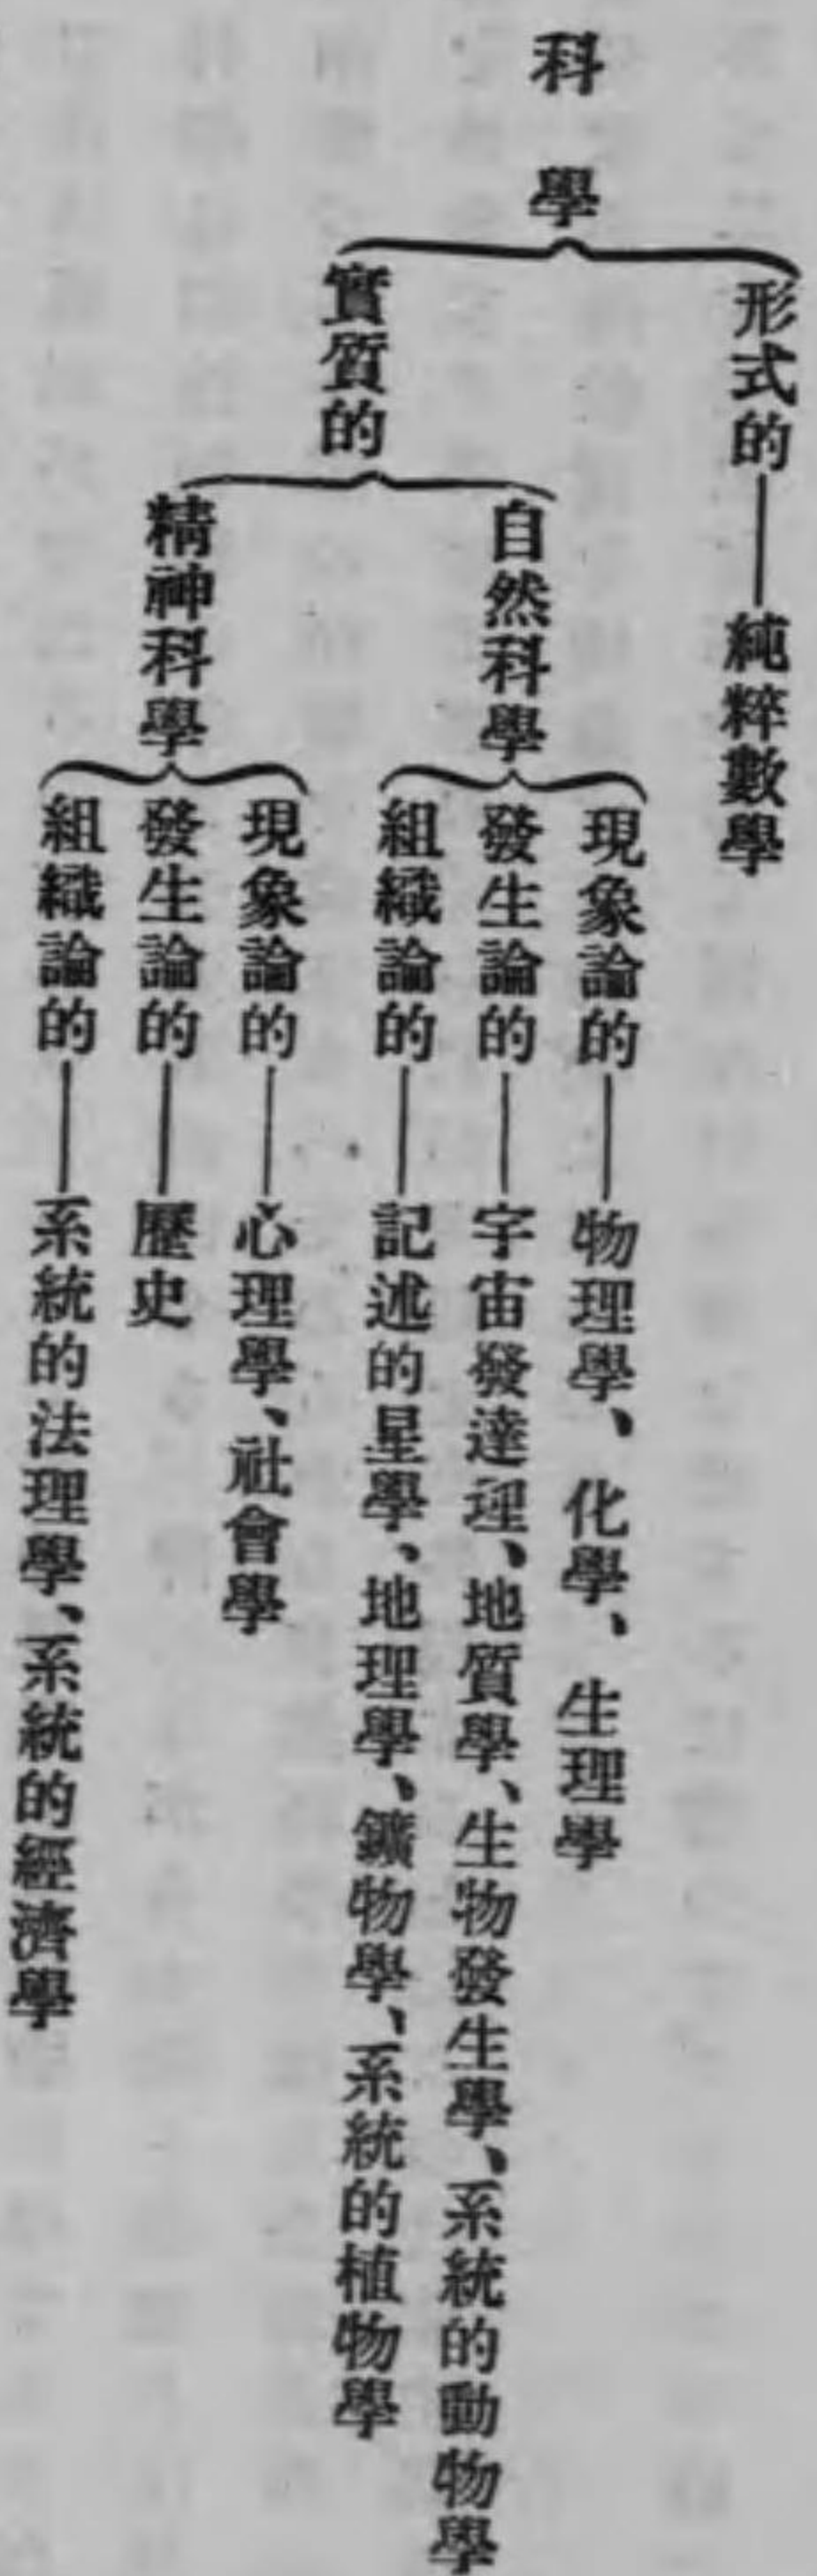 科學
形式的——純粹數學
實質的
自然科學
現象論的——物理學、化學、生理學
發生論的——宇宙發達理、地質學、生物發生學、系統的動物學
組織論的——記述的星學、地理學、鑛物學、系統的植物學
精神科學
現象論的——心理學、社會學
發生論的——歷史
組織論的——系統的法理學、系統的經濟學